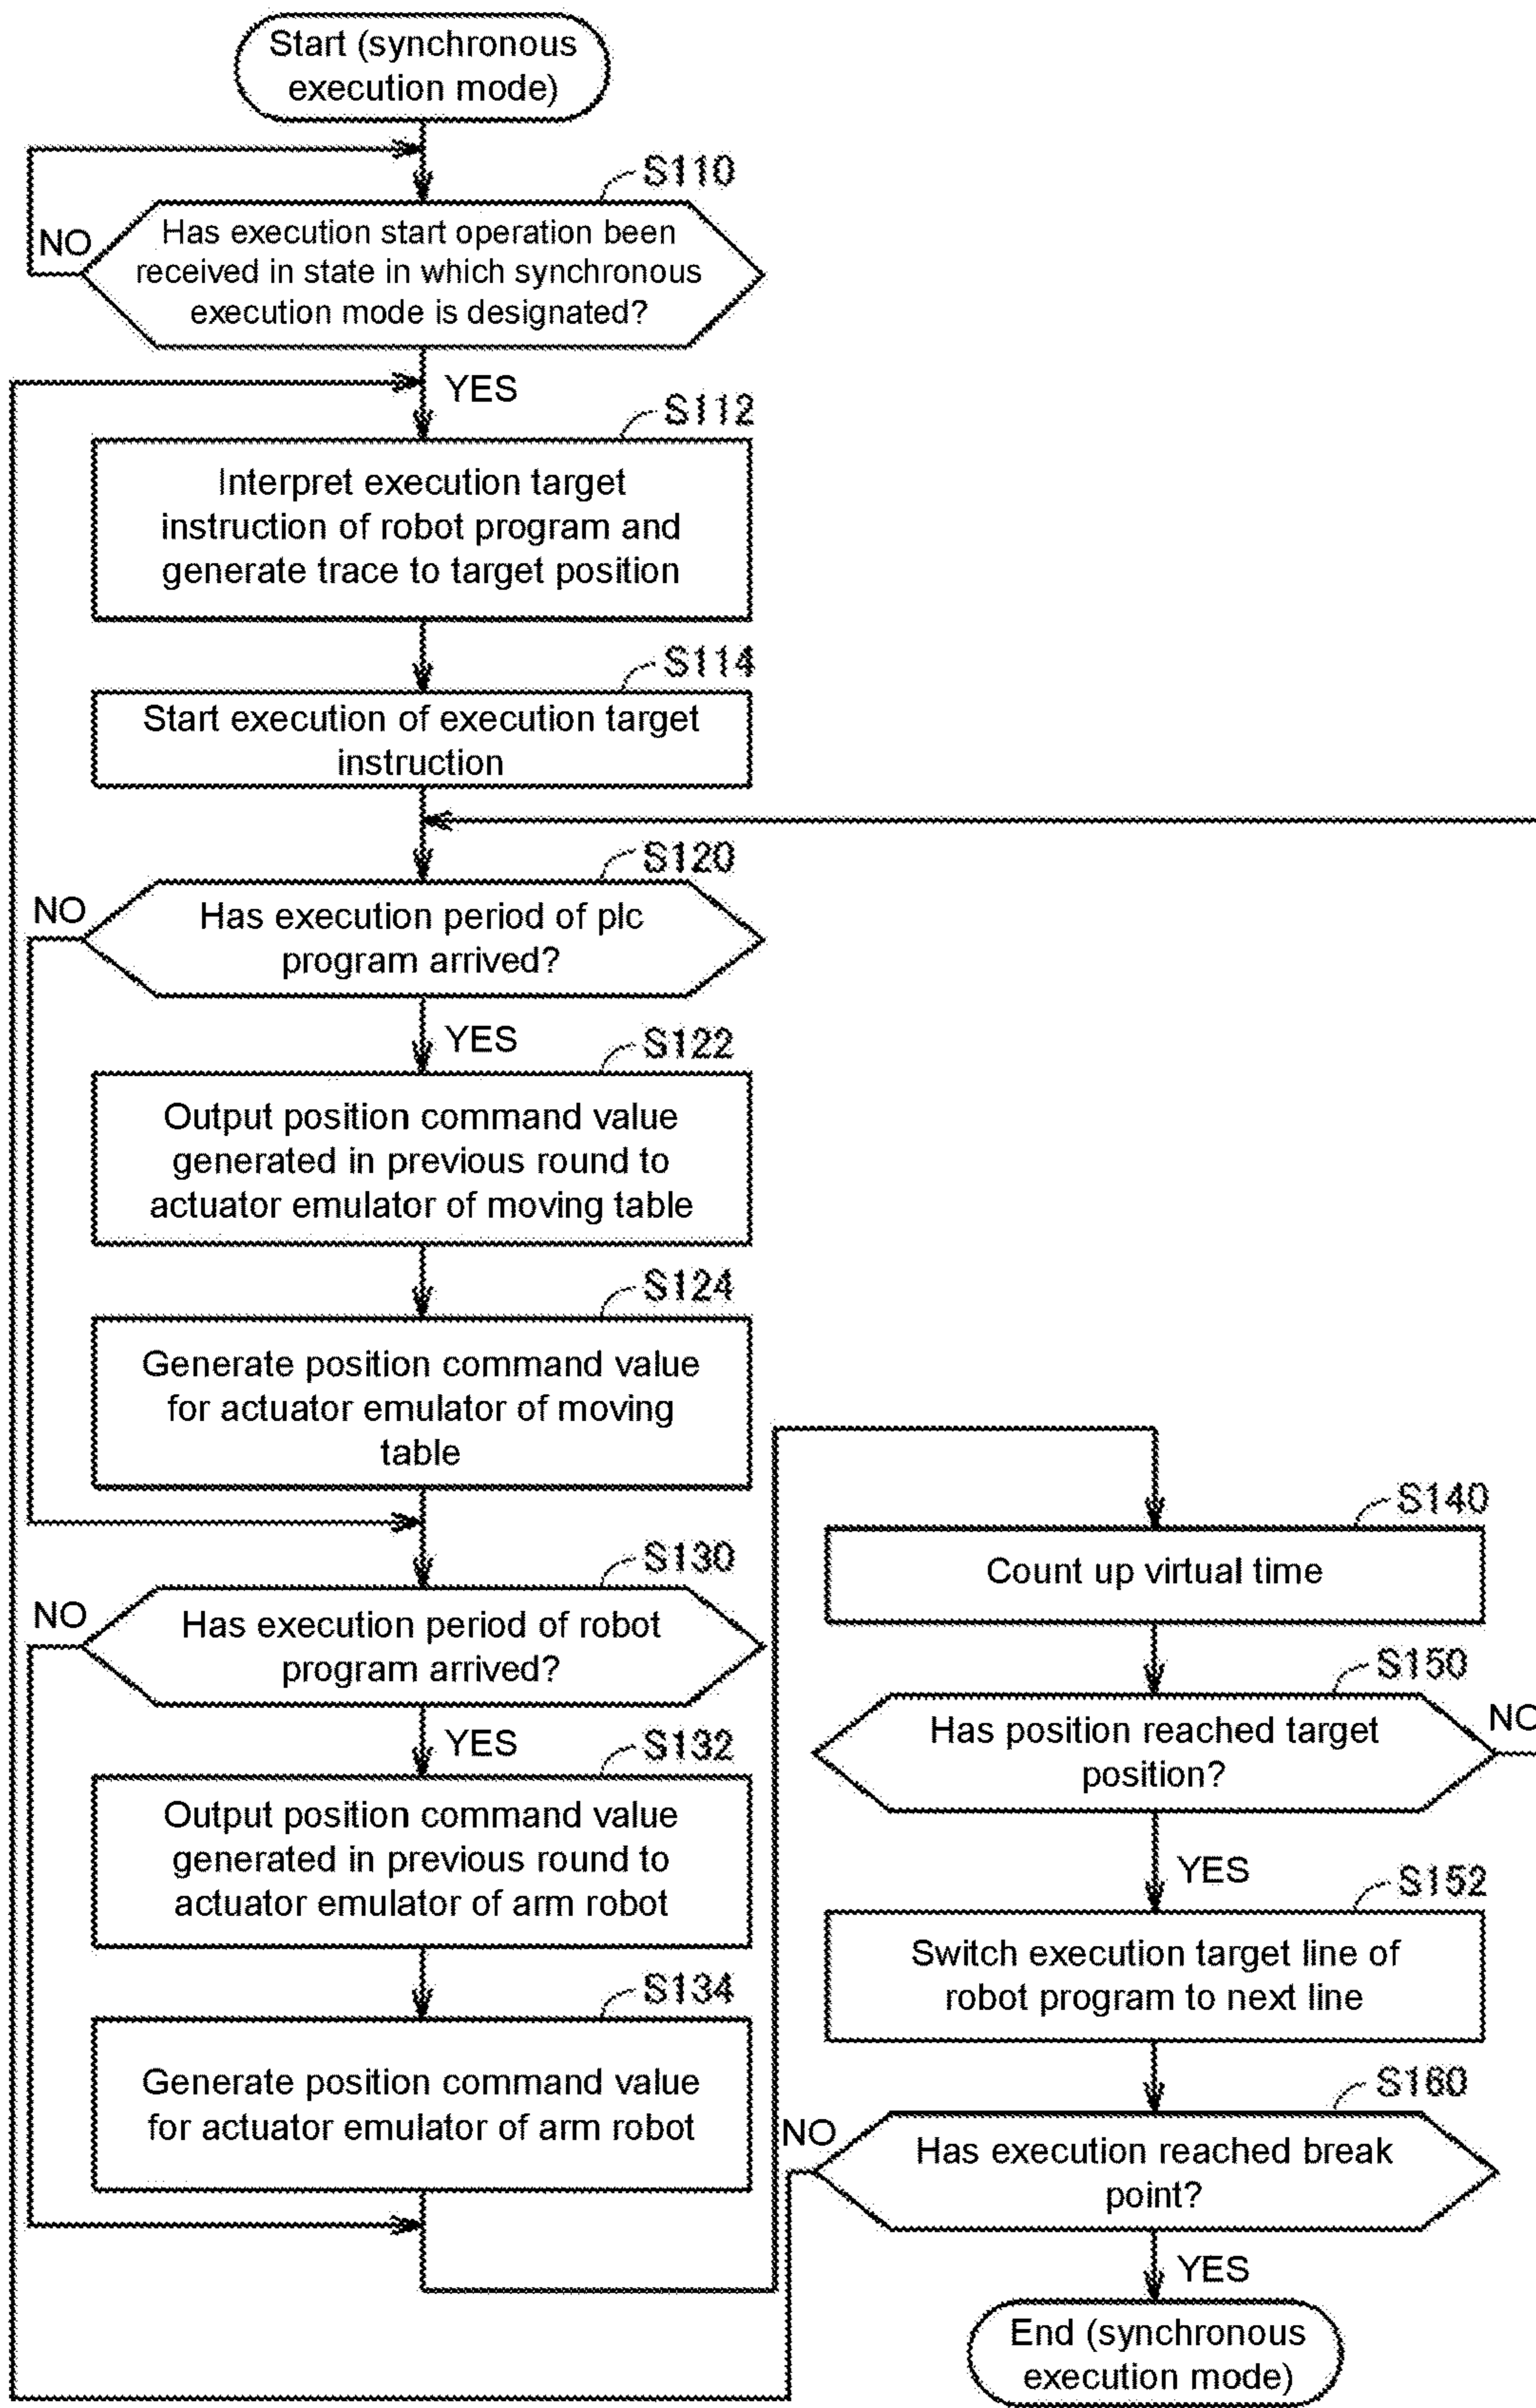 Start (synchronous
execution mode)
S110
NO
Has execution start operation been
received in state in which synchronous
execution mode is designated?
YES
S112
Interpret execution target
instruction of robot program and
generate trace to target position
S114
Start execution of execution target
instruction
S120
NO
Has execution period of plc
program arrived?
YES
S122
Output position command value
generated in previous round to
actuator emulator of moving table
S124
Generate position command value
for actuator emulator of moving
table
S130
NO
Has execution period of robot
program arrived?
YES
S132
Output position command value
generated in previous round to
actuator emulator of arm robot
S134
Generate position command value
for actuator emulator of arm robot
S140
Count up virtual time
S150
NO
Has position reached target
position?
YES
S152
Switch execution target line of
robot program to next line
S160
NO
Has execution reached break
point?
YES
End (synchronous
execution mode)